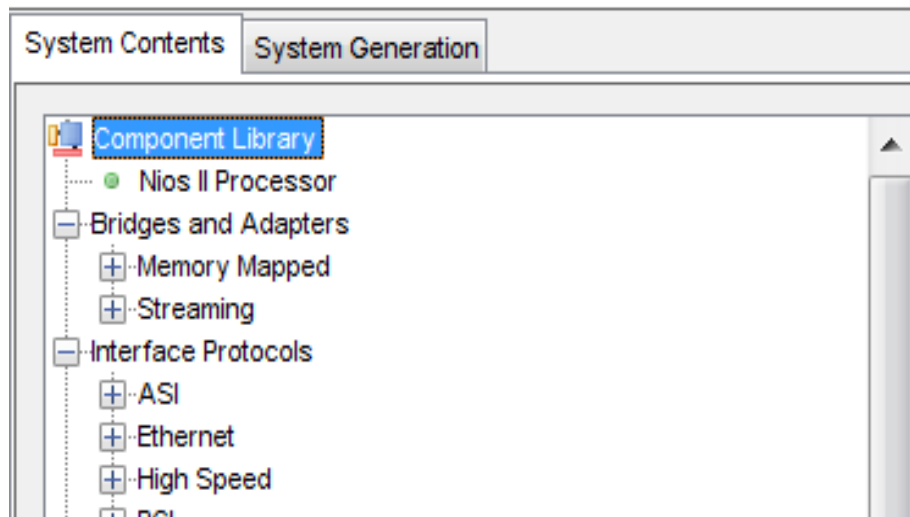 System Contents
System Generation
Component Library
Nios II Processor
Bridges and Adapters
Memory Mapped
Streaming
Interface Protocols
ASI
Ethernet
High Speed